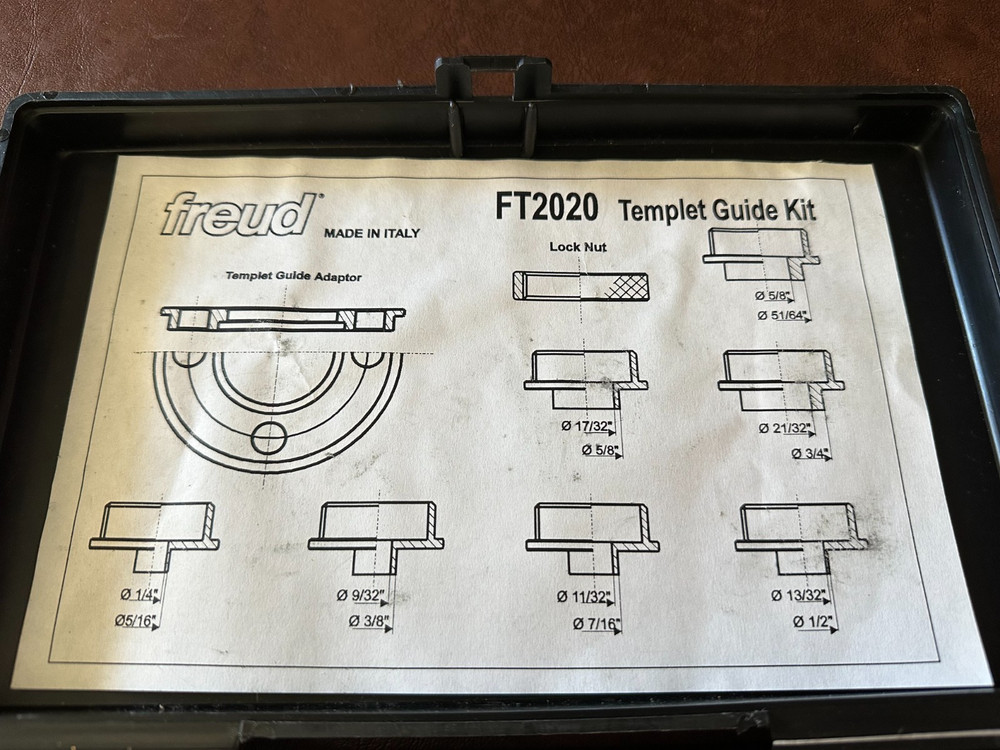 freud®
MADE IN ITALY
FT2020 Templet Guide Kit
Templet Guide Adaptor
Lock Nut
Ø 5/8"
Ø 51/64"
Ø 17/32"
Ø 5/8"
Ø 21/32"
Ø 3/4"
Ø 1/4"
Ø5/16"
Ø 9/32"
Ø 3/8"
Ø 11/32"
Ø 7/16"
Ø 13/32"
Ø 1/2"